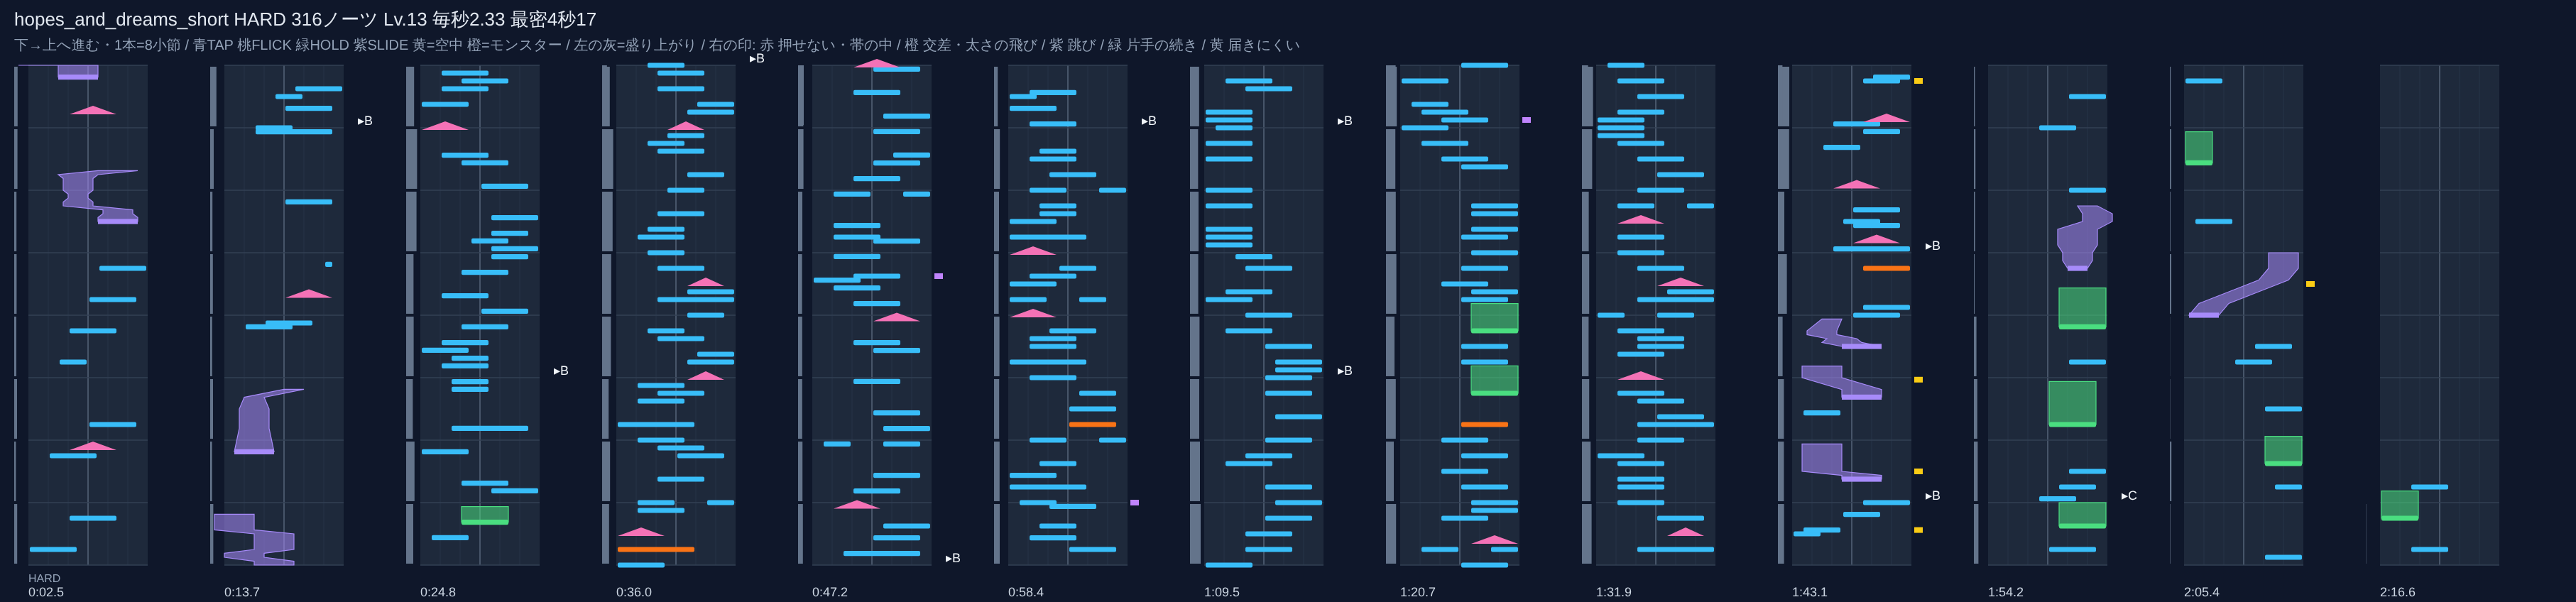 hopes_and_dreams_short HARD 316ノーツ Lv.13 毎秒2.33 最密4秒17
下→上へ進む・1本=8小節 / 青TAP 桃FLICK 緑HOLD 紫SLIDE 黄=空中 橙=モンスター / 左の灰=盛り上がり / 右の印: 赤 押せない・帯の中 / 橙 交差・太さの飛び / 紫 跳び / 緑 片手の続き / 黄 届きにくい
▸B
▸B
▸B
▸B
▸B
▸B
▸B
▸B
▸B
▸C
▸B
HARD
0:02.5
0:13.7
0:24.8
0:36.0
0:47.2
0:58.4
1:09.5
1:20.7
1:31.9
1:43.1
1:54.2
2:05.4
2:16.6